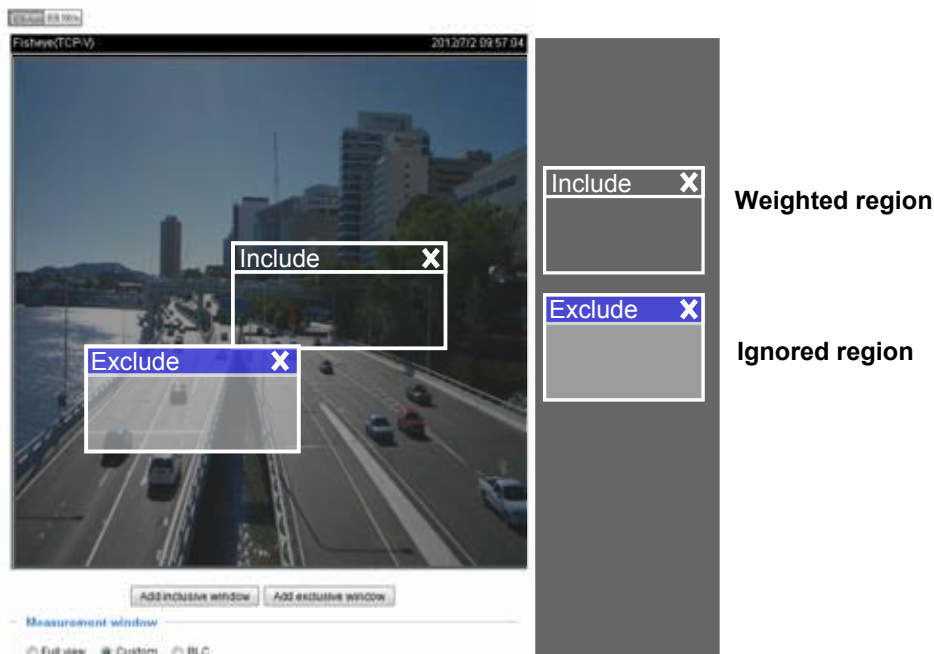 Fisheye(TCP-V) 2012/7/2 09:57:04
Include
Weighted region
Include
Exclude
Ignored region
Exclude
Add inclusive window Add exclusive window
Measurement window
Full view Custom BLC